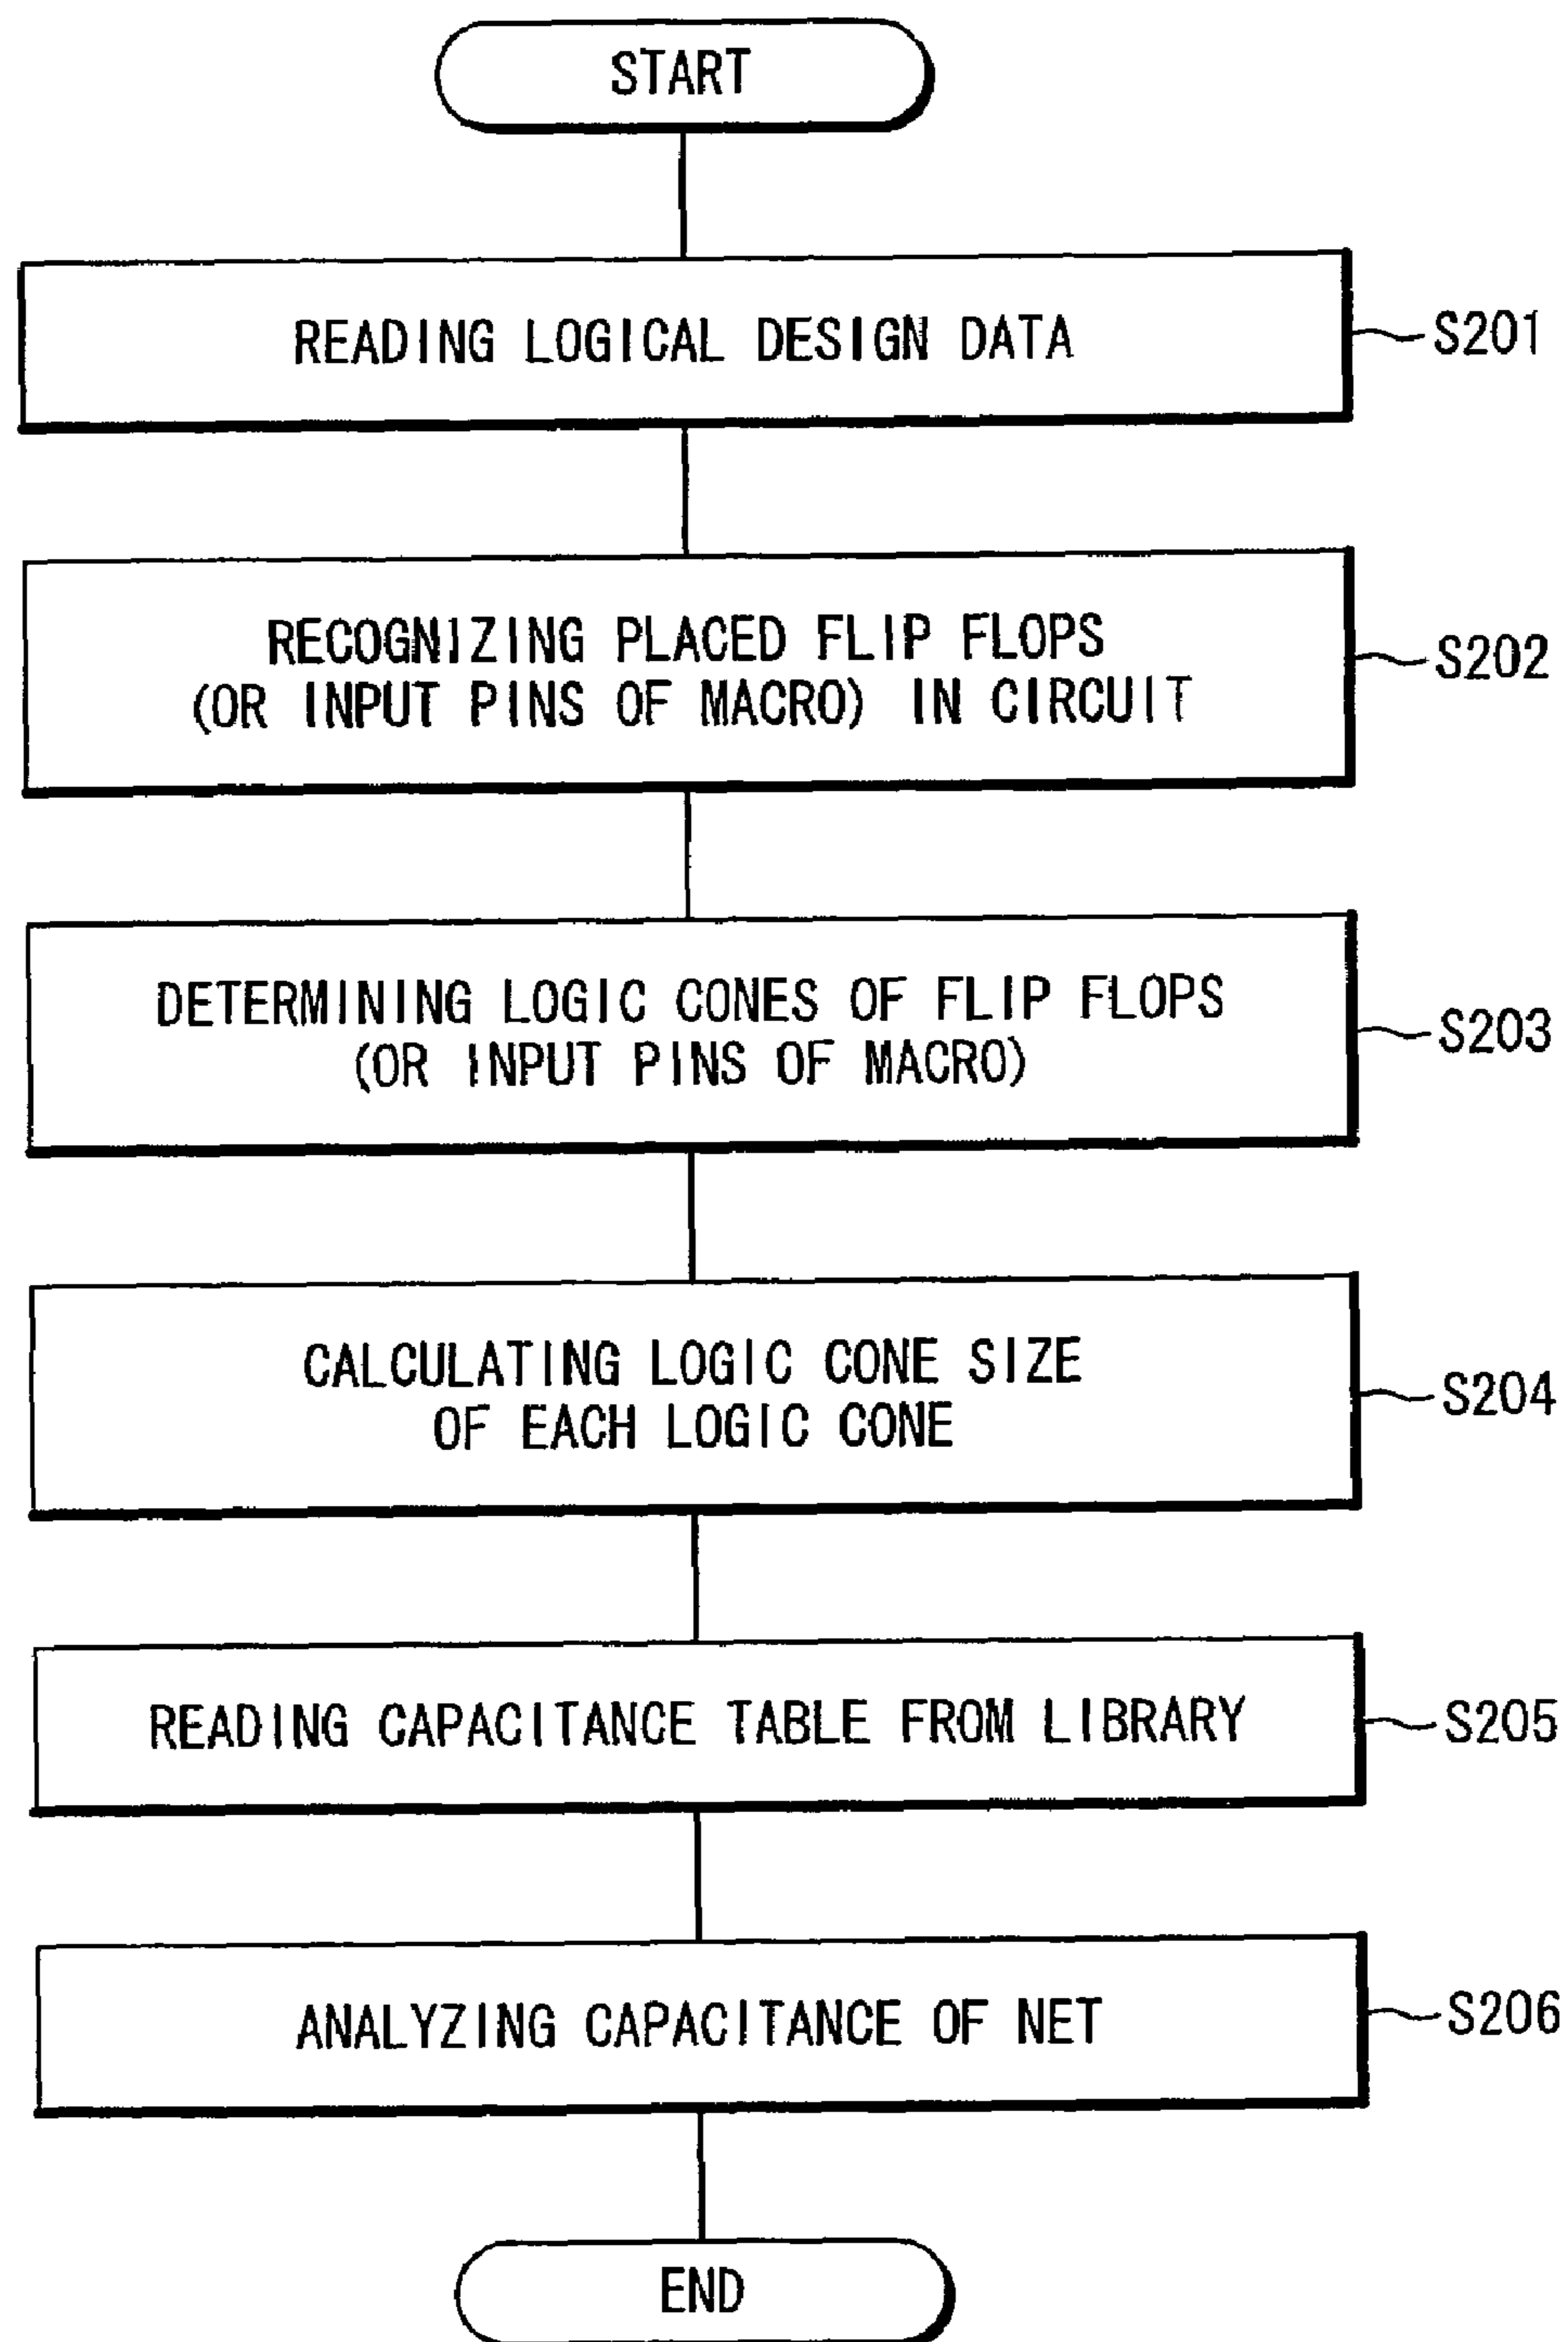 START
READING LOGICAL DESIGN DATA
S201
RECOGNIZING PLACED FLIP FLOPS
(OR INPUT PINS OF MACRO) IN CIRCUIT
S202
DETERMINING LOGIC CONES OF FLIP FLOPS
(OR INPUT PINS OF MACRO)
S203
CALCULATING LOGIC CONE SIZE
OF EACH LOGIC CONE
S204
READING CAPACITANCE TABLE FROM LIBRARY
S205
ANALYZING CAPACITANCE OF NET
S206
END